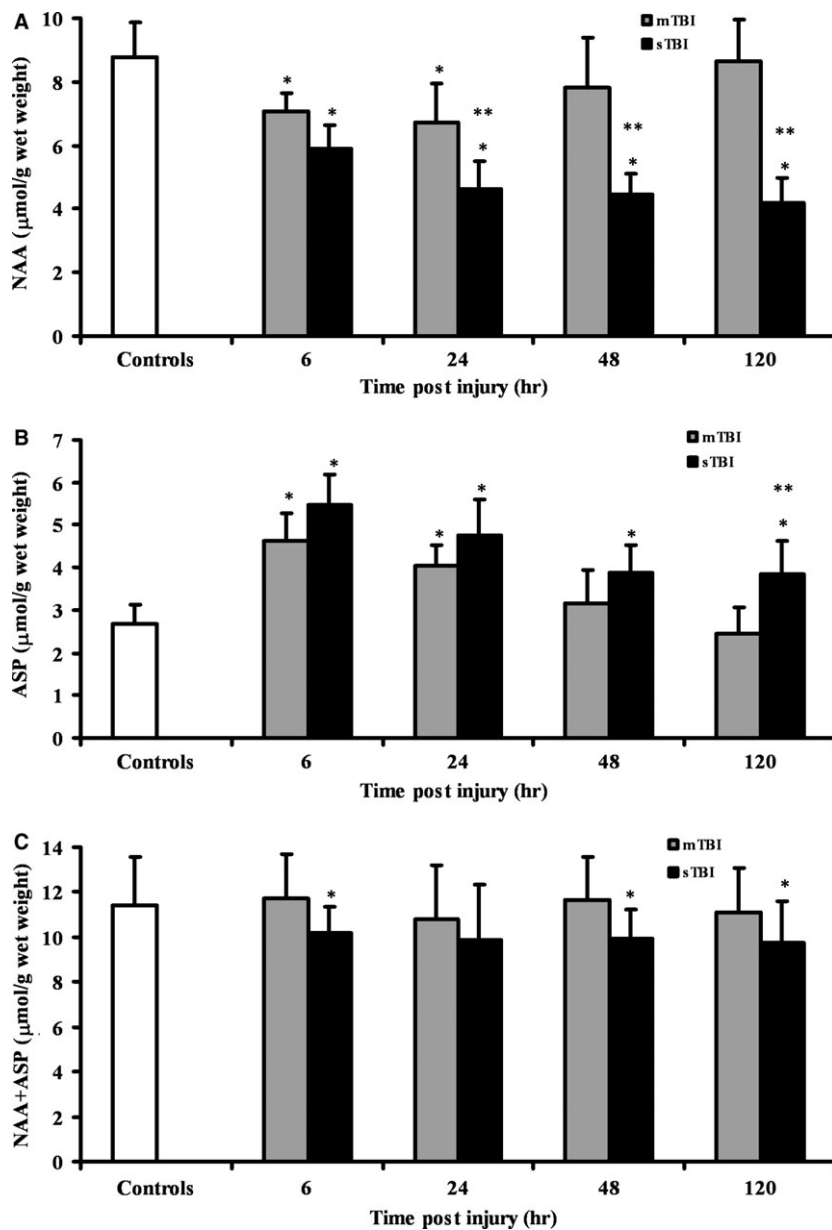 A
10
8
6
4
2
0
NAA (μmol/g wet weight)
mTBI
sTBI
*
*
*
**
*
**
*
**
*
Controls
6
24
48
120
Time post injury (hr)
B
7
6
5
4
3
2
1
0
ASP (μmol/g wet weight)
mTBI
sTBI
*
*
*
*
*
**
*
Controls
6
24
48
120
Time post injury (hr)
C
14
12
10
8
6
4
2
0
NAA+ASP (μmol/g wet weight)
mTBI
sTBI
*
*
*
Controls
6
24
48
120
Time post injury (hr)